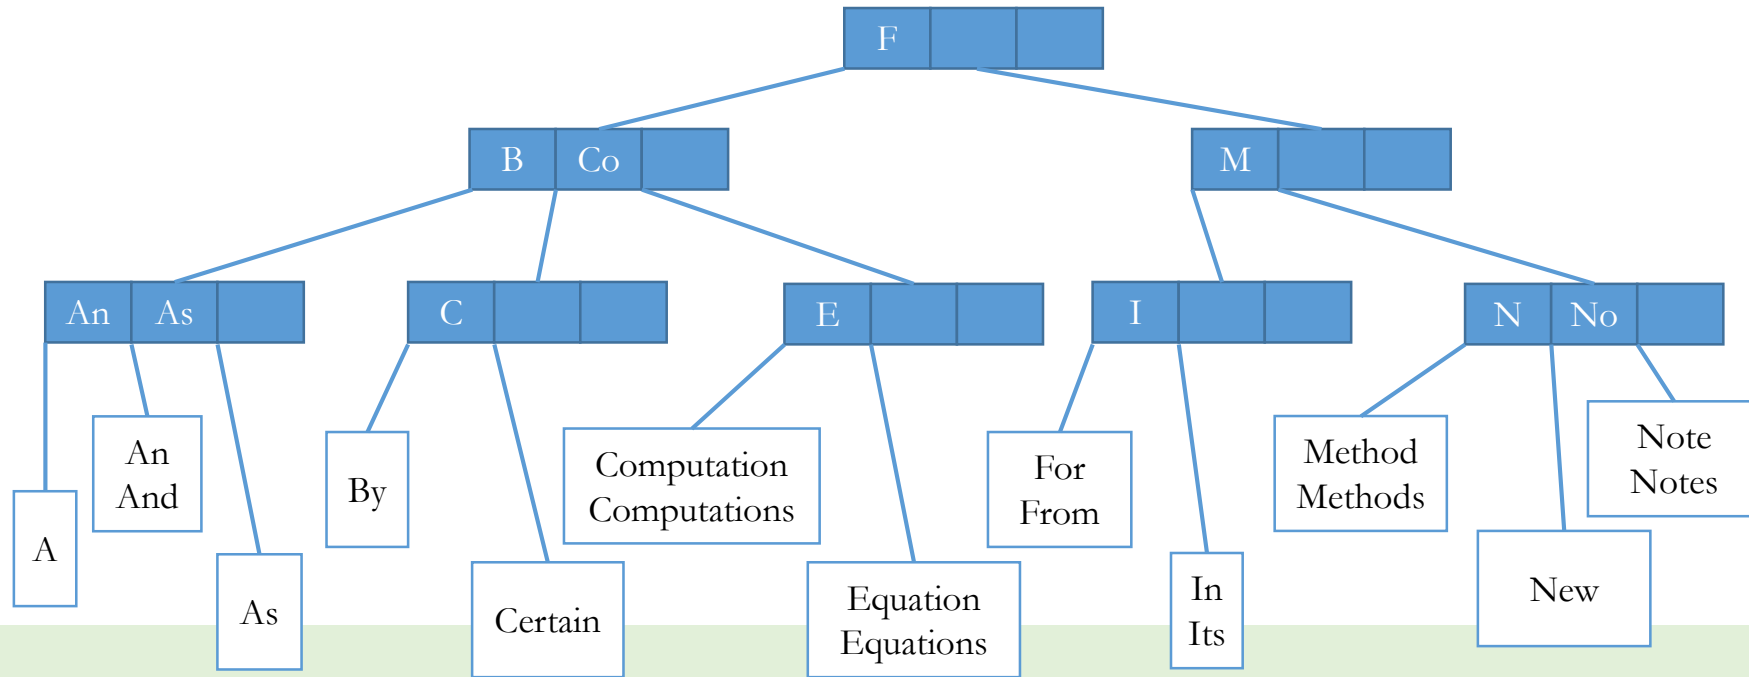 F
B Co
M
An As
C
E
I
N No
A
An
And
As
By
Certain
Computation
Computations
Equation
Equations
For
From
In
Its
Method
Methods
New
Note
Notes